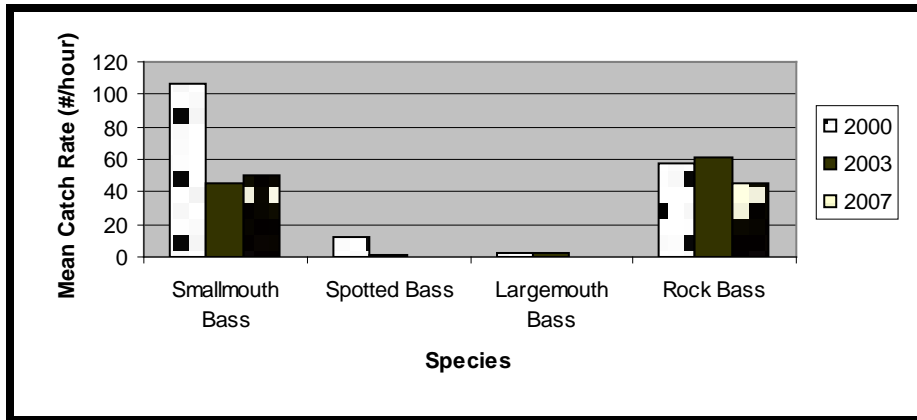 Mean Catch Rate (#/hour)
120
100
80
60
40
20
0
Smallmouth
Bass
Spotted Bass
Largemouth
Bass
Rock Bass
Species
2000
2003
2007